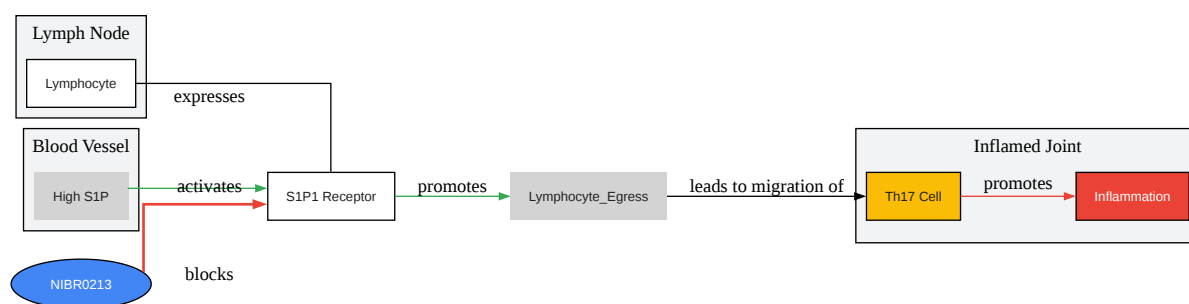 Lymph Node
Lymphocyte
expresses
Blood Vessel
High S1P
activates
S1P1 Receptor
promotes
Lymphocyte_Egress
leads to migration of
Inflamed Joint
Th17 Cell
promotes
Inflammation
NIBR0213
blocks